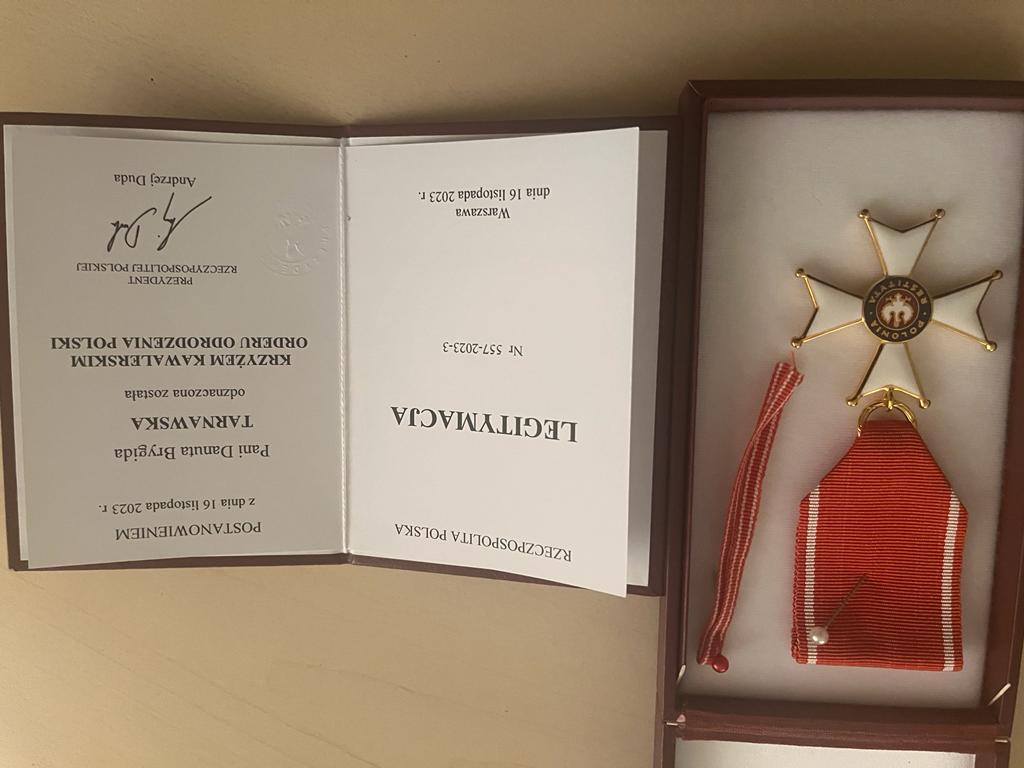 RZECZPOSPOLITA POLSKA
LEGITYMACJA
Nr 557-2023-3
Warszawa
dnia 16 listopada 2023 r.
POSTANOWIENIEM
z dnia 16 listopada 2023 r.
Pani Danuta Brygida
TARNAWSKA
odznaczona została
KRZYŻEM KAWALERSKIM
ORDERU ODRODZENIA POLSKI
PREZYDENT
RZECZYPOSPOLITEJ POLSKIEJ
Andrzej Duda
POLONIA RESTITVTA